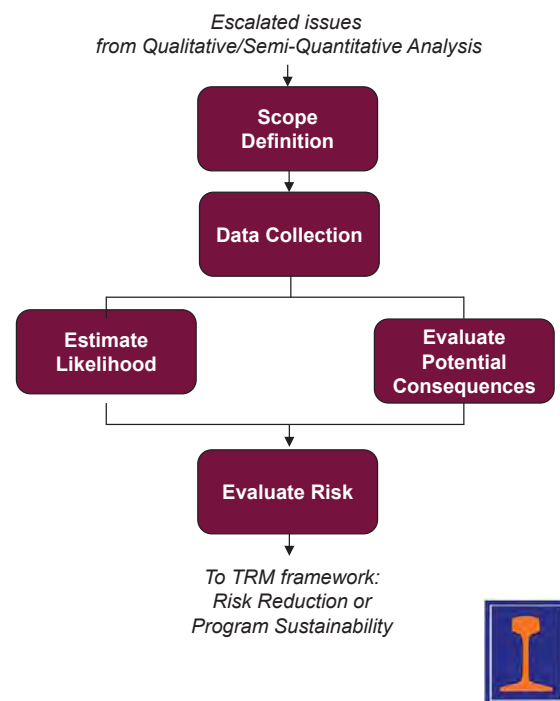 Escalated issues
from Qualitative/Semi-Quantitative Analysis
Scope
Definition
Data Collection
Estimate
Likelihood
Evaluate
Potential
Consequences
Evaluate Risk
To TRM framework:
Risk Reduction or
Program Sustainability